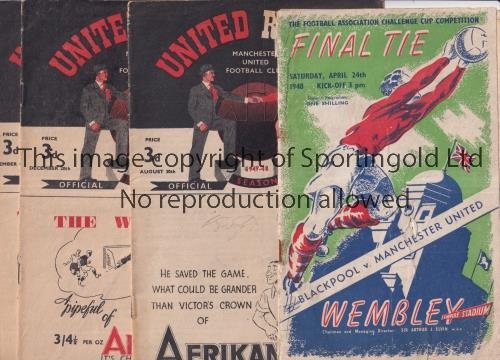 UNITED
UNITED R
MANCHESTER
UNITED
FOOTBALL CLUB
PRICE
3d
DECEMBER 20th
OFFICIAL
PRICE
3d
AUGUST 30th
OFFICIAL
1947-48
SEASON
THE W
pipeful of
3/4½ PER OZ
HE SAVED THE GAME,
WHAT COULD BE GRANDER
THAN VICTOR'S CROWN
OF
AFRIKAN
THE FOOTBALL ASSOCIATION CHALLENGE CUP COMPETITION
FINAL TIE
SATURDAY, APRIL 24th
1948 KICK-OFF 3 pm
ONE SHILLING
BLACKPOOL v. MANCHESTER UNITED
WEMBLEY
EMPIRE STADIUM
Chairman and Managing Director: SIR ARTHUR J. ELVIN
This image copyright of Sportingold Ltd
No reproduction allowed